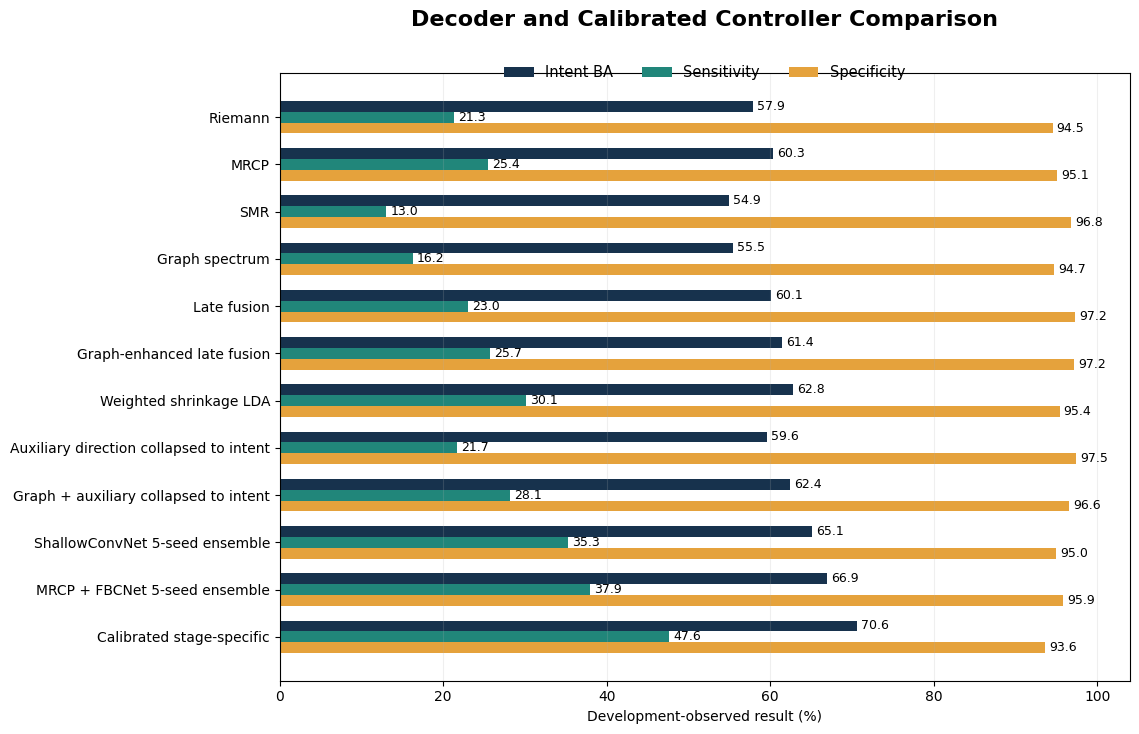 Decoder and Calibrated Controller Comparison
Intent BA Sensitivity Specificity
Riemann 57.9 21.3 94.5
MRCP 60.3 25.4 95.1
SMR 54.9 13.0 96.8
Graph spectrum 55.5 16.2 94.7
Late fusion 60.1 23.0 97.2
Graph-enhanced late fusion 61.4 25.7 97.2
Weighted shrinkage LDA 62.8 30.1 95.4
Auxiliary direction collapsed to intent 59.6 21.7 97.5
Graph + auxiliary collapsed to intent 62.4 28.1 96.6
ShallowConvNet 5-seed ensemble 65.1 35.3 95.0
MRCP + FBCNet 5-seed ensemble 66.9 37.9 95.9
Calibrated stage-specific 70.6 47.6 93.6
0 20 40 60 80 100
Development-observed result (%)